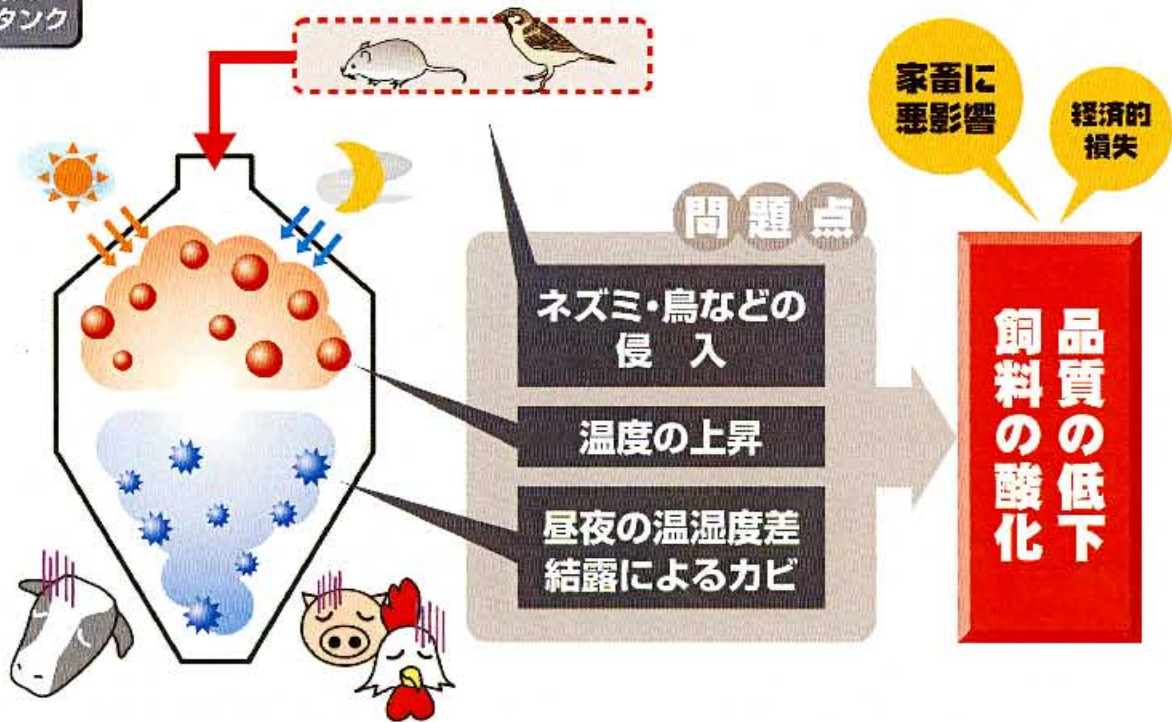 タンク
家畜に
悪影響
経済的
損失
問題点
ネズミ・鳥などの
侵 入
温度の上昇
昼夜の温湿度差
結露によるカビ
品質の低下
飼料の酸化